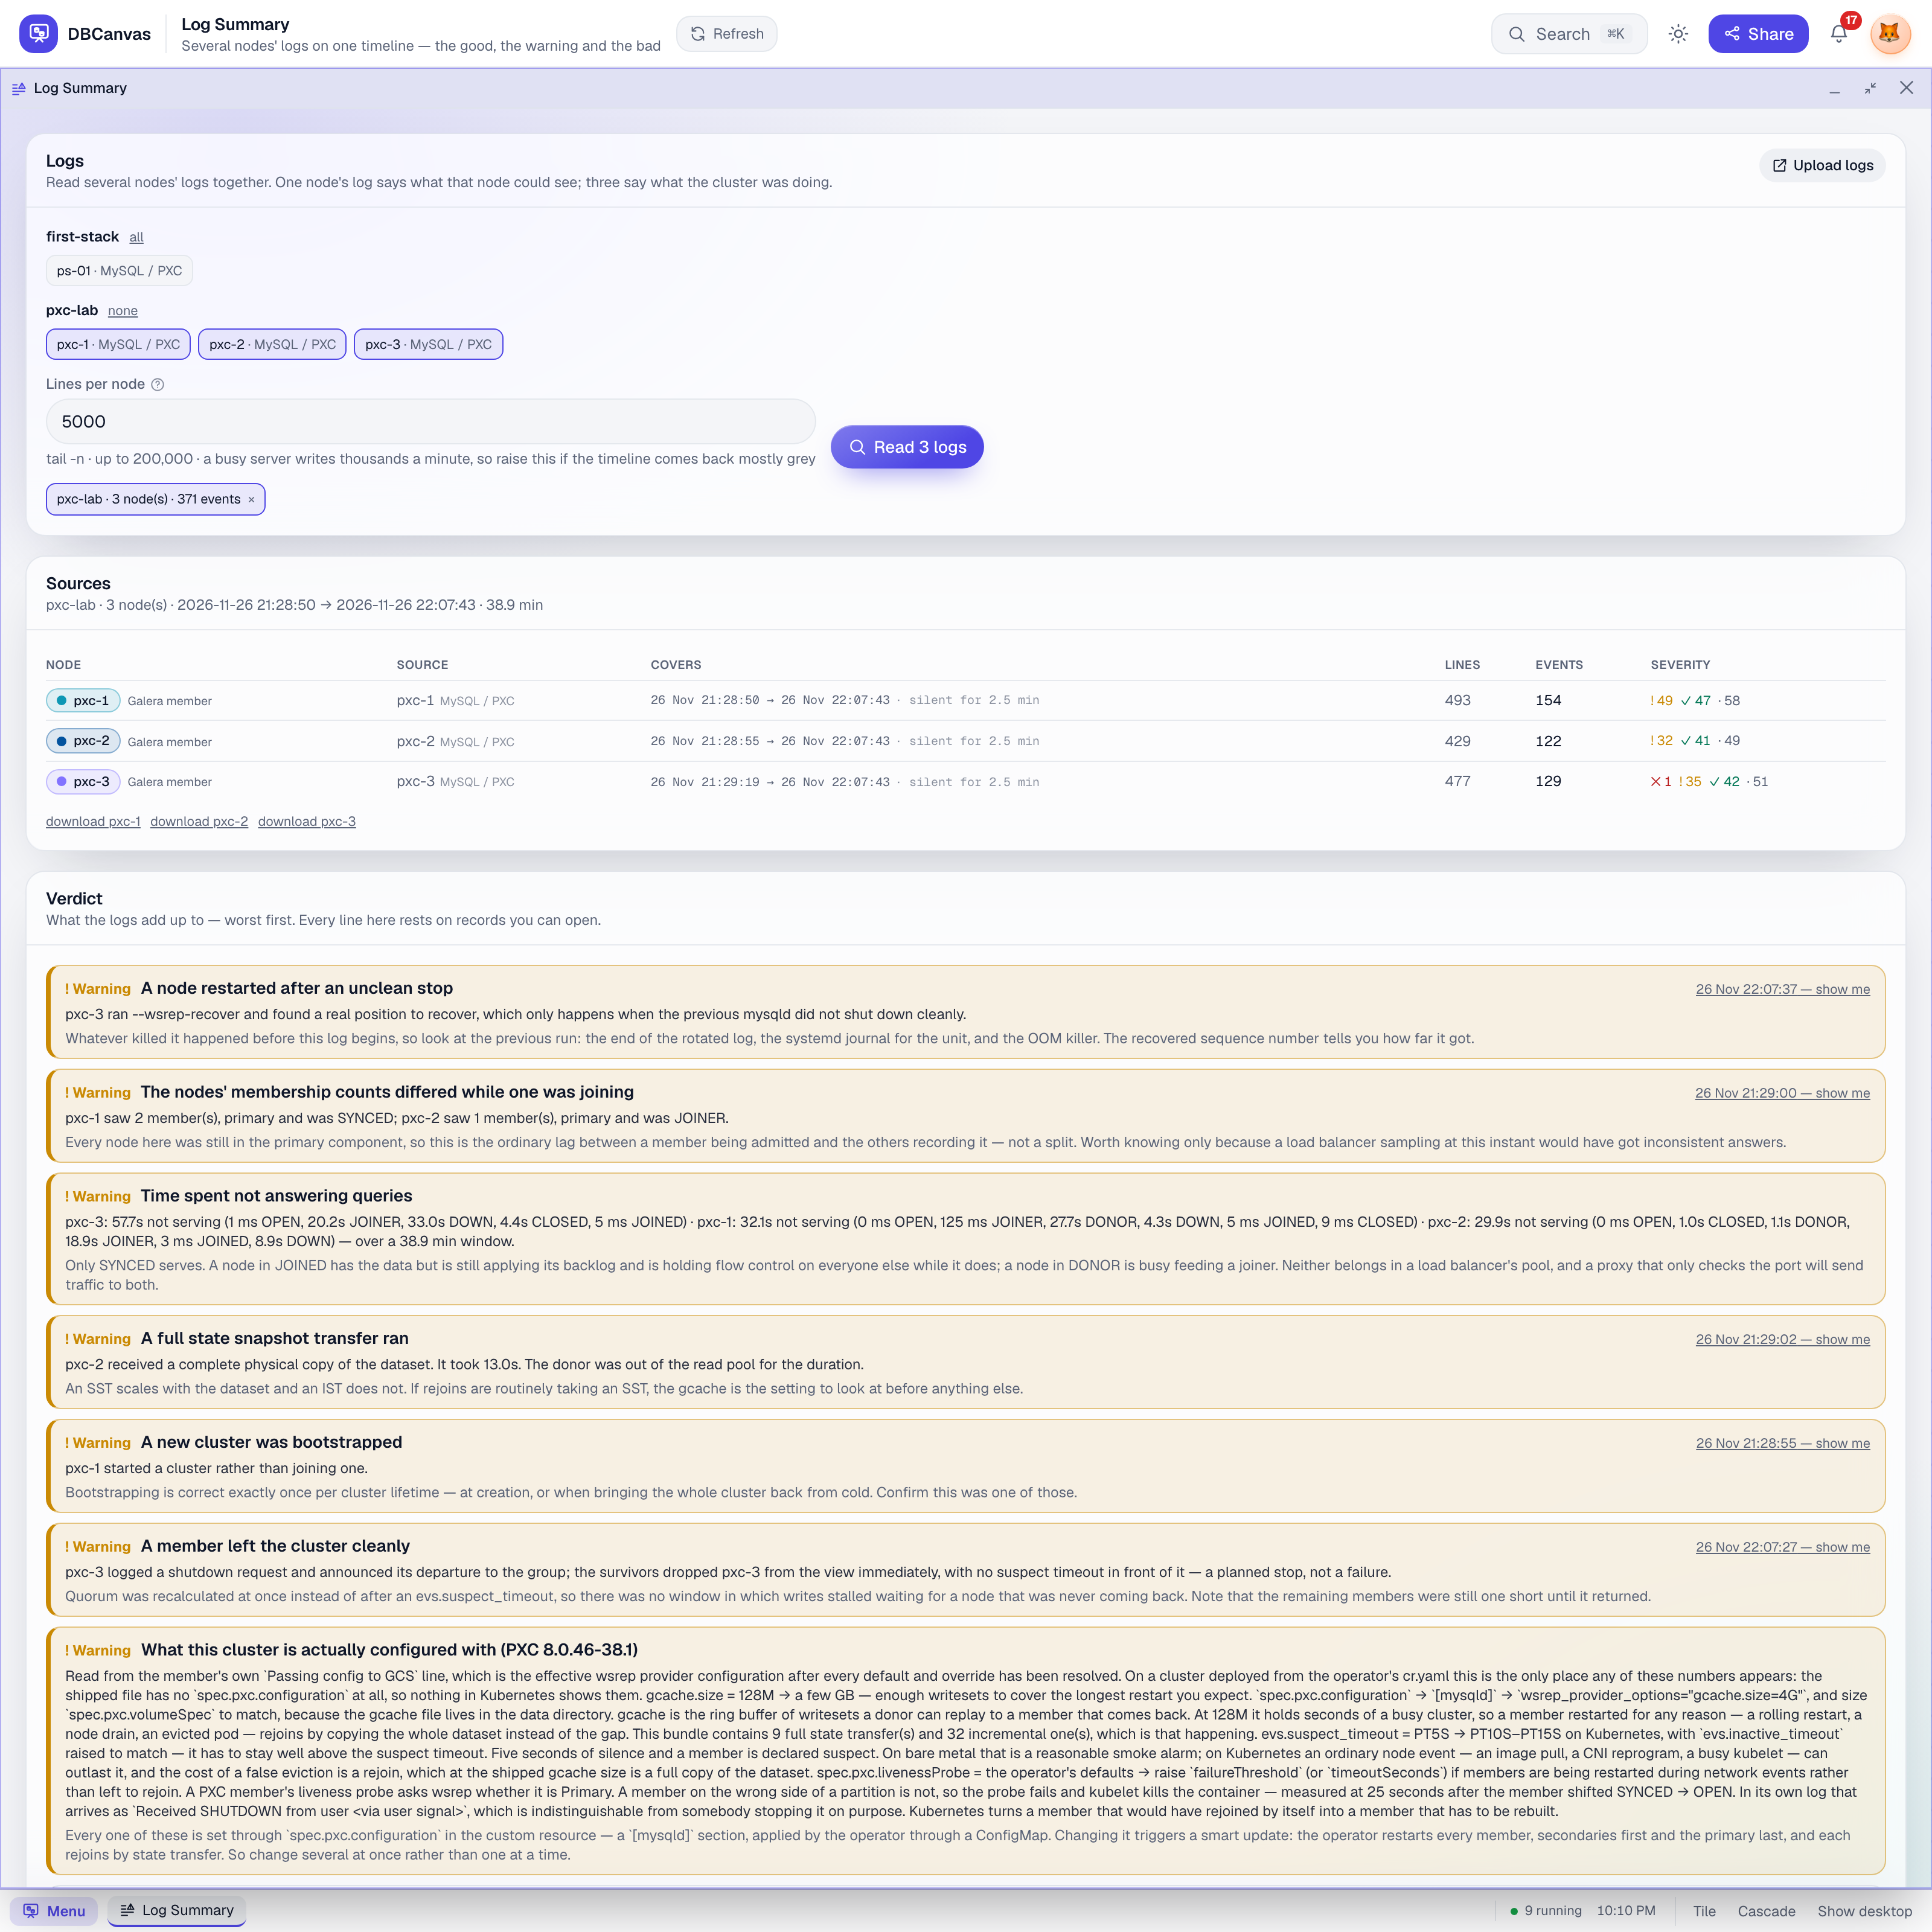 DBCanvas
Log Summary
Several nodes' logs on one timeline — the good, the warning and the bad
Refresh
Search ⌘K
Share
17
Log Summary
Logs
Read several nodes' logs together. One node's log says what that node could see; three say what the cluster was doing.
Upload logs
first-stack all
ps-01 · MySQL / PXC
pxc-lab none
pxc-1 · MySQL / PXC pxc-2 · MySQL / PXC pxc-3 · MySQL / PXC
Lines per node ?
5000
Read 3 logs
tail -n · up to 200,000 · a busy server writes thousands a minute, so raise this if the timeline comes back mostly grey
pxc-lab · 3 node(s) · 371 events ×
Sources
pxc-lab · 3 node(s) · 2026-11-26 21:28:50 → 2026-11-26 22:07:43 · 38.9 min
NODE SOURCE COVERS LINES EVENTS SEVERITY
pxc-1 Galera member pxc-1 MySQL / PXC 26 Nov 21:28:50 → 26 Nov 22:07:43 · silent for 2.5 min 493 154 ! 49 ✓ 47 · 58
pxc-2 Galera member pxc-2 MySQL / PXC 26 Nov 21:28:55 → 26 Nov 22:07:43 · silent for 2.5 min 429 122 ! 32 ✓ 41 · 49
pxc-3 Galera member pxc-3 MySQL / PXC 26 Nov 21:29:19 → 26 Nov 22:07:43 · silent for 2.5 min 477 129 ✕ 1 ! 35 ✓ 42 · 51
download pxc-1 download pxc-2 download pxc-3
Verdict
What the logs add up to — worst first. Every line here rests on records you can open.
! Warning A node restarted after an unclean stop 26 Nov 22:07:37 — show me
pxc-3 ran --wsrep-recover and found a real position to recover, which only happens when the previous mysqld did not shut down cleanly.
Whatever killed it happened before this log begins, so look at the previous run: the end of the rotated log, the systemd journal for the unit, and the OOM killer. The recovered sequence number tells you how far it got.
! Warning The nodes' membership counts differed while one was joining 26 Nov 21:29:00 — show me
pxc-1 saw 2 member(s), primary and was SYNCED; pxc-2 saw 1 member(s), primary and was JOINER.
Every node here was still in the primary component, so this is the ordinary lag between a member being admitted and the others recording it — not a split. Worth knowing only because a load balancer sampling at this instant would have got inconsistent answers.
! Warning Time spent not answering queries
pxc-3: 57.7s not serving (1 ms OPEN, 20.2s JOINER, 33.0s DOWN, 4.4s CLOSED, 5 ms JOINED) · pxc-1: 32.1s not serving (0 ms OPEN, 125 ms JOINER, 27.7s DONOR, 4.3s DOWN, 5 ms JOINED, 9 ms CLOSED) · pxc-2: 29.9s not serving (0 ms OPEN, 1.0s CLOSED, 1.1s DONOR,
18.9s JOINER, 3 ms JOINED, 8.9s DOWN) — over a 38.9 min window.
Only SYNCED serves. A node in JOINED has the data but is still applying its backlog and is holding flow control on everyone else while it does; a node in DONOR is busy feeding a joiner. Neither belongs in a load balancer's pool, and a proxy that only checks the port will send
traffic to both.
! Warning A full state snapshot transfer ran 26 Nov 21:29:02 — show me
pxc-2 received a complete physical copy of the dataset. It took 13.0s. The donor was out of the read pool for the duration.
An SST scales with the dataset and an IST does not. If rejoins are routinely taking an SST, the gcache is the setting to look at before anything else.
! Warning A new cluster was bootstrapped 26 Nov 21:28:55 — show me
pxc-1 started a cluster rather than joining one.
Bootstrapping is correct exactly once per cluster lifetime — at creation, or when bringing the whole cluster back from cold. Confirm this was one of those.
! Warning A member left the cluster cleanly 26 Nov 22:07:27 — show me
pxc-3 logged a shutdown request and announced its departure to the group; the survivors dropped pxc-3 from the view immediately, with no suspect timeout in front of it — a planned stop, not a failure.
Quorum was recalculated at once instead of after an evs.suspect_timeout, so there was no window in which writes stalled waiting for a node that was never coming back. Note that the remaining members were still one short until it returned.
! Warning What this cluster is actually configured with (PXC 8.0.46-38.1)
Read from the member's own `Passing config to GCS` line, which is the effective wsrep provider configuration after every default and override has been resolved. On a cluster deployed from the operator's cr.yaml this is the only place any of these numbers appears: the
shipped file has no `spec.pxc.configuration` at all, so nothing in Kubernetes shows them. gcache.size = 128M → a few GB — enough writesets to cover the longest restart you expect. `spec.pxc.configuration` → `[mysqld]` → `wsrep_provider_options="gcache.size=4G"`, and size
`spec.pxc.volumeSpec` to match, because the gcache file lives in the data directory. gcache is the ring buffer of writesets a donor can replay to a member that comes back. At 128M it holds seconds of a busy cluster, so a member restarted for any reason — a rolling restart, a
node drain, an evicted pod — rejoins by copying the whole dataset instead of the gap. This bundle contains 9 full state transfer(s) and 32 incremental one(s), which is that happening. evs.suspect_timeout = PT5S → PT10S–PT15S on Kubernetes, with `evs.inactive_timeout`
raised to match — it has to stay well above the suspect timeout. Five seconds of silence and a member is declared suspect. On bare metal that is a reasonable smoke alarm; on Kubernetes an ordinary node event — an image pull, a CNI reprogram, a busy kubelet — can
outlast it, and the cost of a false eviction is a rejoin, which at the shipped gcache size is a full copy of the dataset. spec.pxc.livenessProbe = the operator's defaults → raise `failureThreshold` (or `timeoutSeconds`) if members are being restarted during network events rather
than left to rejoin. A PXC member's liveness probe asks wsrep whether it is Primary. A member on the wrong side of a partition is not, so the probe fails and kubelet kills the container — measured at 25 seconds after the member shifted SYNCED → OPEN. In its own log that
arrives as `Received SHUTDOWN from user <via user signal>`, which is indistinguishable from somebody stopping it on purpose. Kubernetes turns a member that would have rejoined by itself into a member that has to be rebuilt.
Every one of these is set through `spec.pxc.configuration` in the custom resource — a `[mysqld]` section, applied by the operator through a ConfigMap. Changing it triggers a smart update: the operator restarts every member, secondaries first and the primary last, and each
rejoins by state transfer. So change several at once rather than one at a time.
Menu Log Summary 9 running 10:10 PM Tile Cascade Show desktop